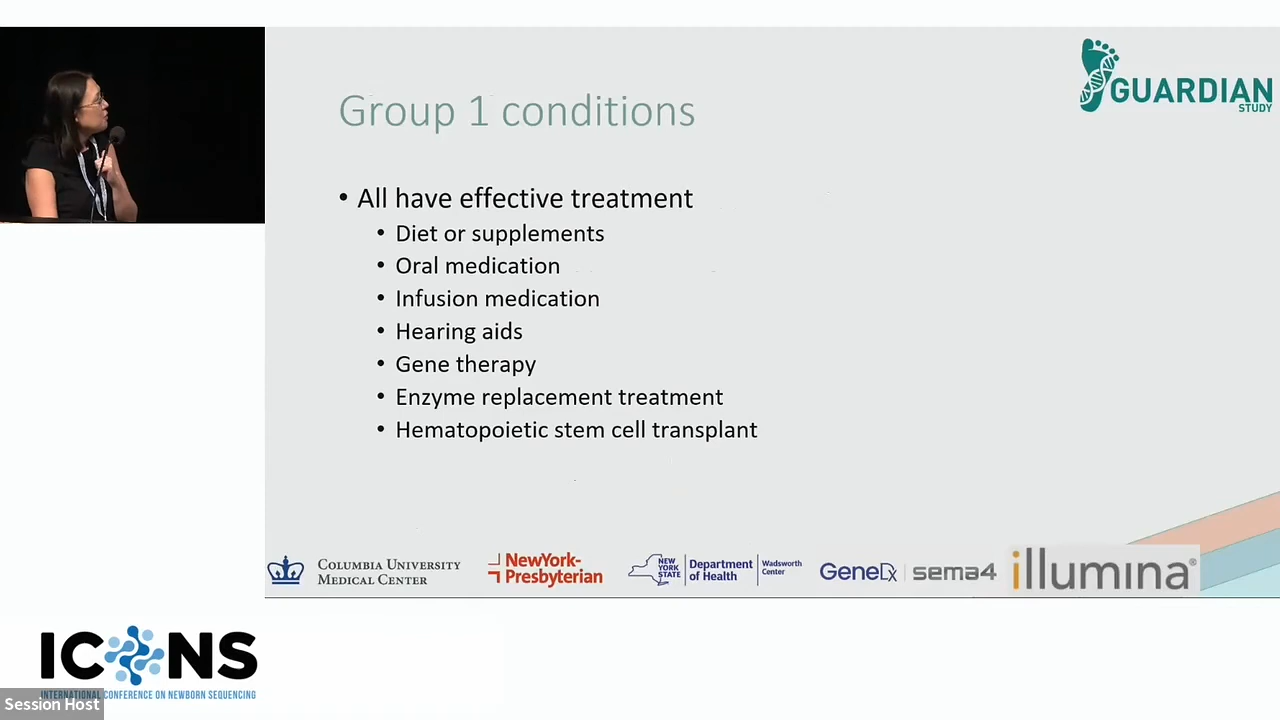 GUARDIAN
STUDY
Group 1 conditions
• All have effective treatment
• Diet or supplements
• Oral medication
• Infusion medication
• Hearing aids
• Gene therapy
• Enzyme replacement treatment
• Hematopoietic stem cell transplant
COLUMBIA UNIVERSITY
MEDICAL CENTER
NewYork-
Presbyterian
NEW
YORK
STATE
Department
of Health
Wadsworth
Center
GeneDx
sema4
illumina®
ICONS
INTERNATIONAL CONFERENCE ON NEWBORN SEQUENCING
Session Host